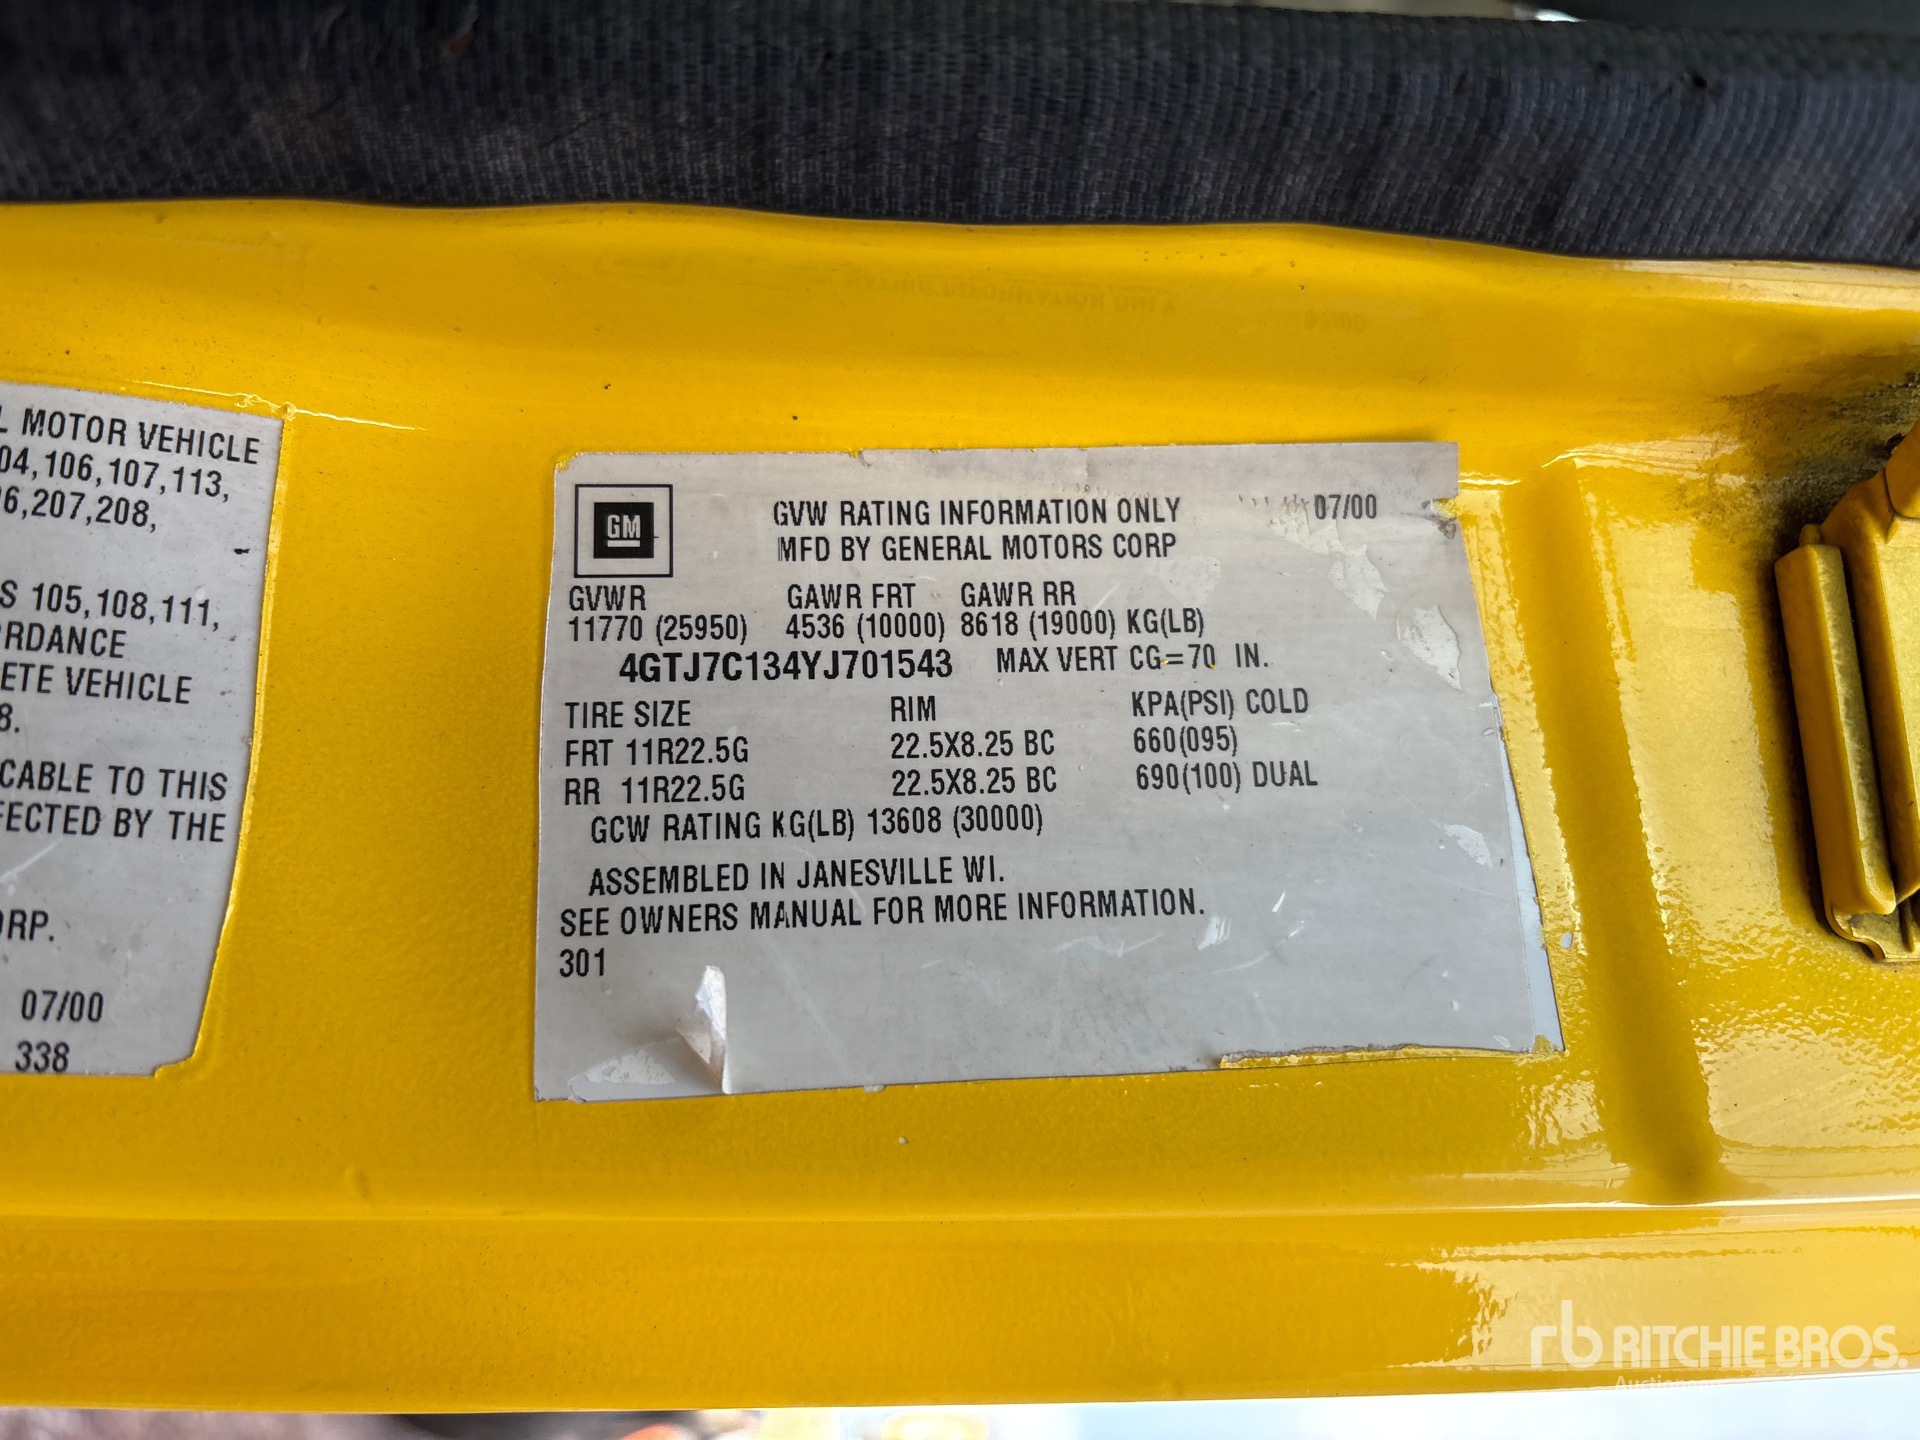 L MOTOR VEHICLE
04,106,107,113,
6,207,208,
S 105,108,111,
RDANCE
ETE VEHICLE
8.
CABLE TO THIS
FECTED BY THE
ORP.
07/00
338
GM
GVW RATING INFORMATION ONLY 07/00
MFD BY GENERAL MOTORS CORP
GVWR GAWR FRT GAWR RR
11770 (25950) 4536 (10000) 8618 (19000) KG(LB)
4GTJ7C134YJ701543 MAX VERT CG=70 IN.
TIRE SIZE RIM KPA(PSI) COLD
FRT 11R22.5G 22.5X8.25 BC 660(095)
RR 11R22.5G 22.5X8.25 BC 690(100) DUAL
GCW RATING KG(LB) 13608 (30000)
ASSEMBLED IN JANESVILLE WI.
SEE OWNERS MANUAL FOR MORE INFORMATION.
301
rb RITCHIE BROS.